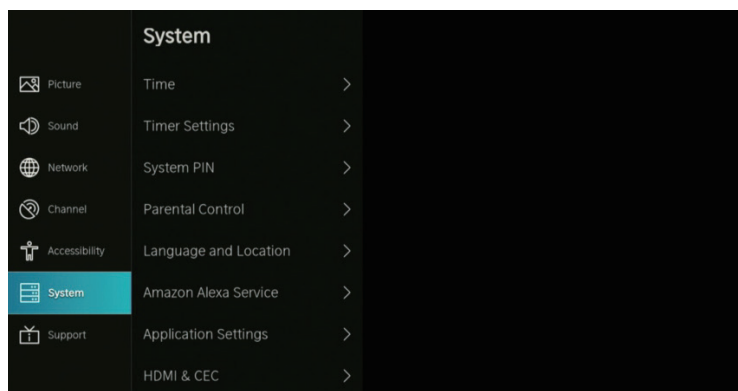 System
Picture
Time
Sound
Timer Settings
Network
System PIN
Channel
Parental Control
Accessibility
Language and Location
System
Amazon Alexa Service
Support
Application Settings
HDMI & CEC